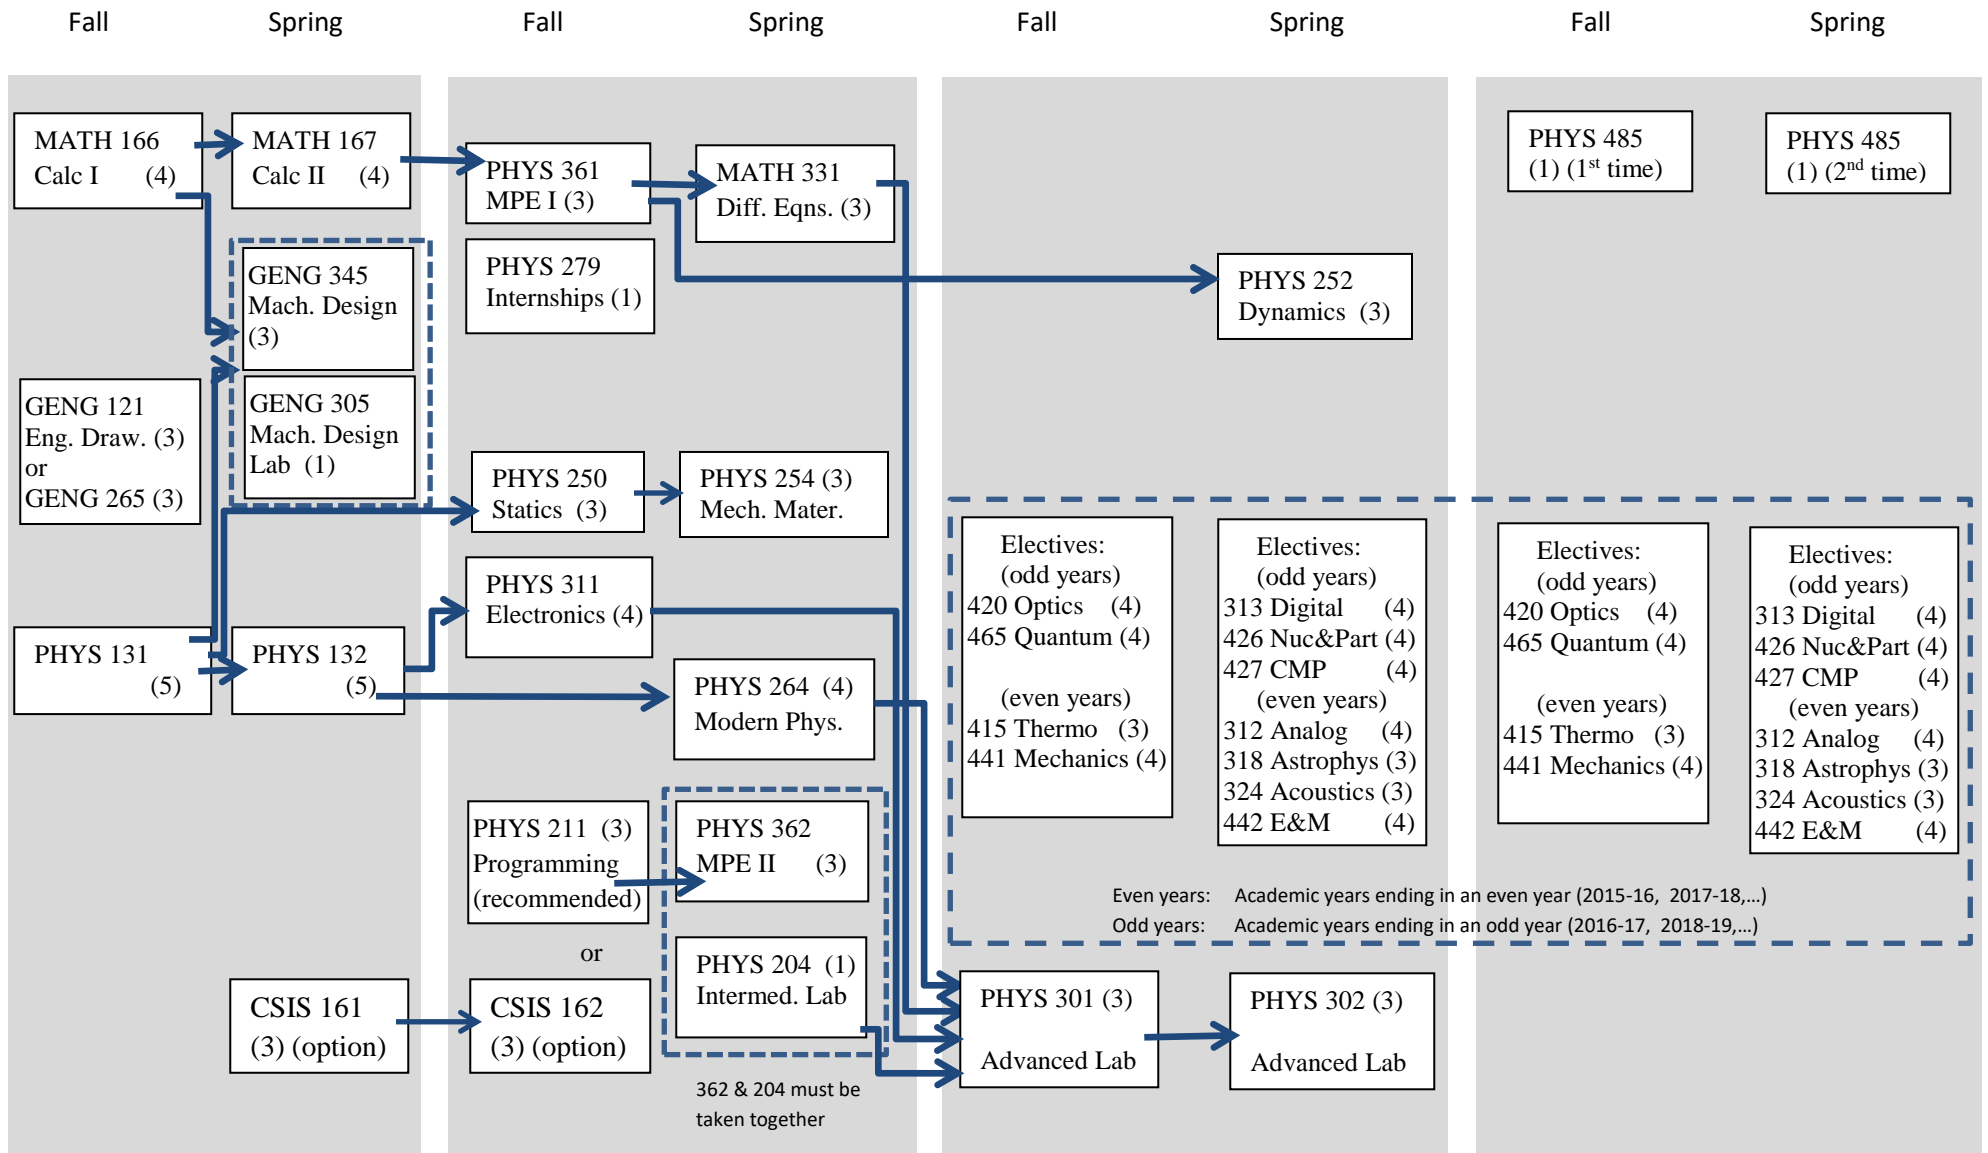 Fall
Spring
Fall
Spring
Fall
Spring
Fall
Spring
MATH 166
Calc I (4)
MATH 167
Calc II (4)
GENG 345
Mach. Design
(3)
GENG 305
Mach. Design
Lab (1)
GENG 121
Eng. Draw. (3)
or
GENG 265 (3)
PHYS 131
(5)
PHYS 132
(5)
CSIS 161
(3) (option)
PHYS 361
MPE I (3)
MATH 331
Diff. Eqns. (3)
PHYS 279
Internships (1)
PHYS 250
Statics (3)
PHYS 254 (3)
Mech. Mater.
PHYS 311
Electronics (4)
PHYS 264 (4)
Modern Phys.
PHYS 211 (3)
Programming
(recommended)
or
CSIS 162
(3) (option)
PHYS 362
MPE II (3)
PHYS 204 (1)
Intermed. Lab
362 & 204 must be
taken together
PHYS 252
Dynamics (3)
Electives:
(odd years)
420 Optics (4)
465 Quantum (4)
(even years)
415 Thermo (3)
441 Mechanics (4)
Electives:
(odd years)
313 Digital (4)
426 Nuc&Part (4)
427 CMP (4)
(even years)
312 Analog (4)
318 Astrophys (3)
324 Acoustics (3)
442 E&M (4)
PHYS 301 (3)
Advanced Lab
PHYS 302 (3)
Advanced Lab
PHYS 485
(1) (1st time)
PHYS 485
(1) (2nd time)
Electives:
(odd years)
420 Optics (4)
465 Quantum (4)
(even years)
415 Thermo (3)
441 Mechanics (4)
Electives:
(odd years)
313 Digital (4)
426 Nuc&Part (4)
427 CMP (4)
(even years)
312 Analog (4)
318 Astrophys (3)
324 Acoustics (3)
442 E&M (4)
Even years: Academic years ending in an even year (2015-16, 2017-18,...)
Odd years: Academic years ending in an odd year (2016-17, 2018-19,...)